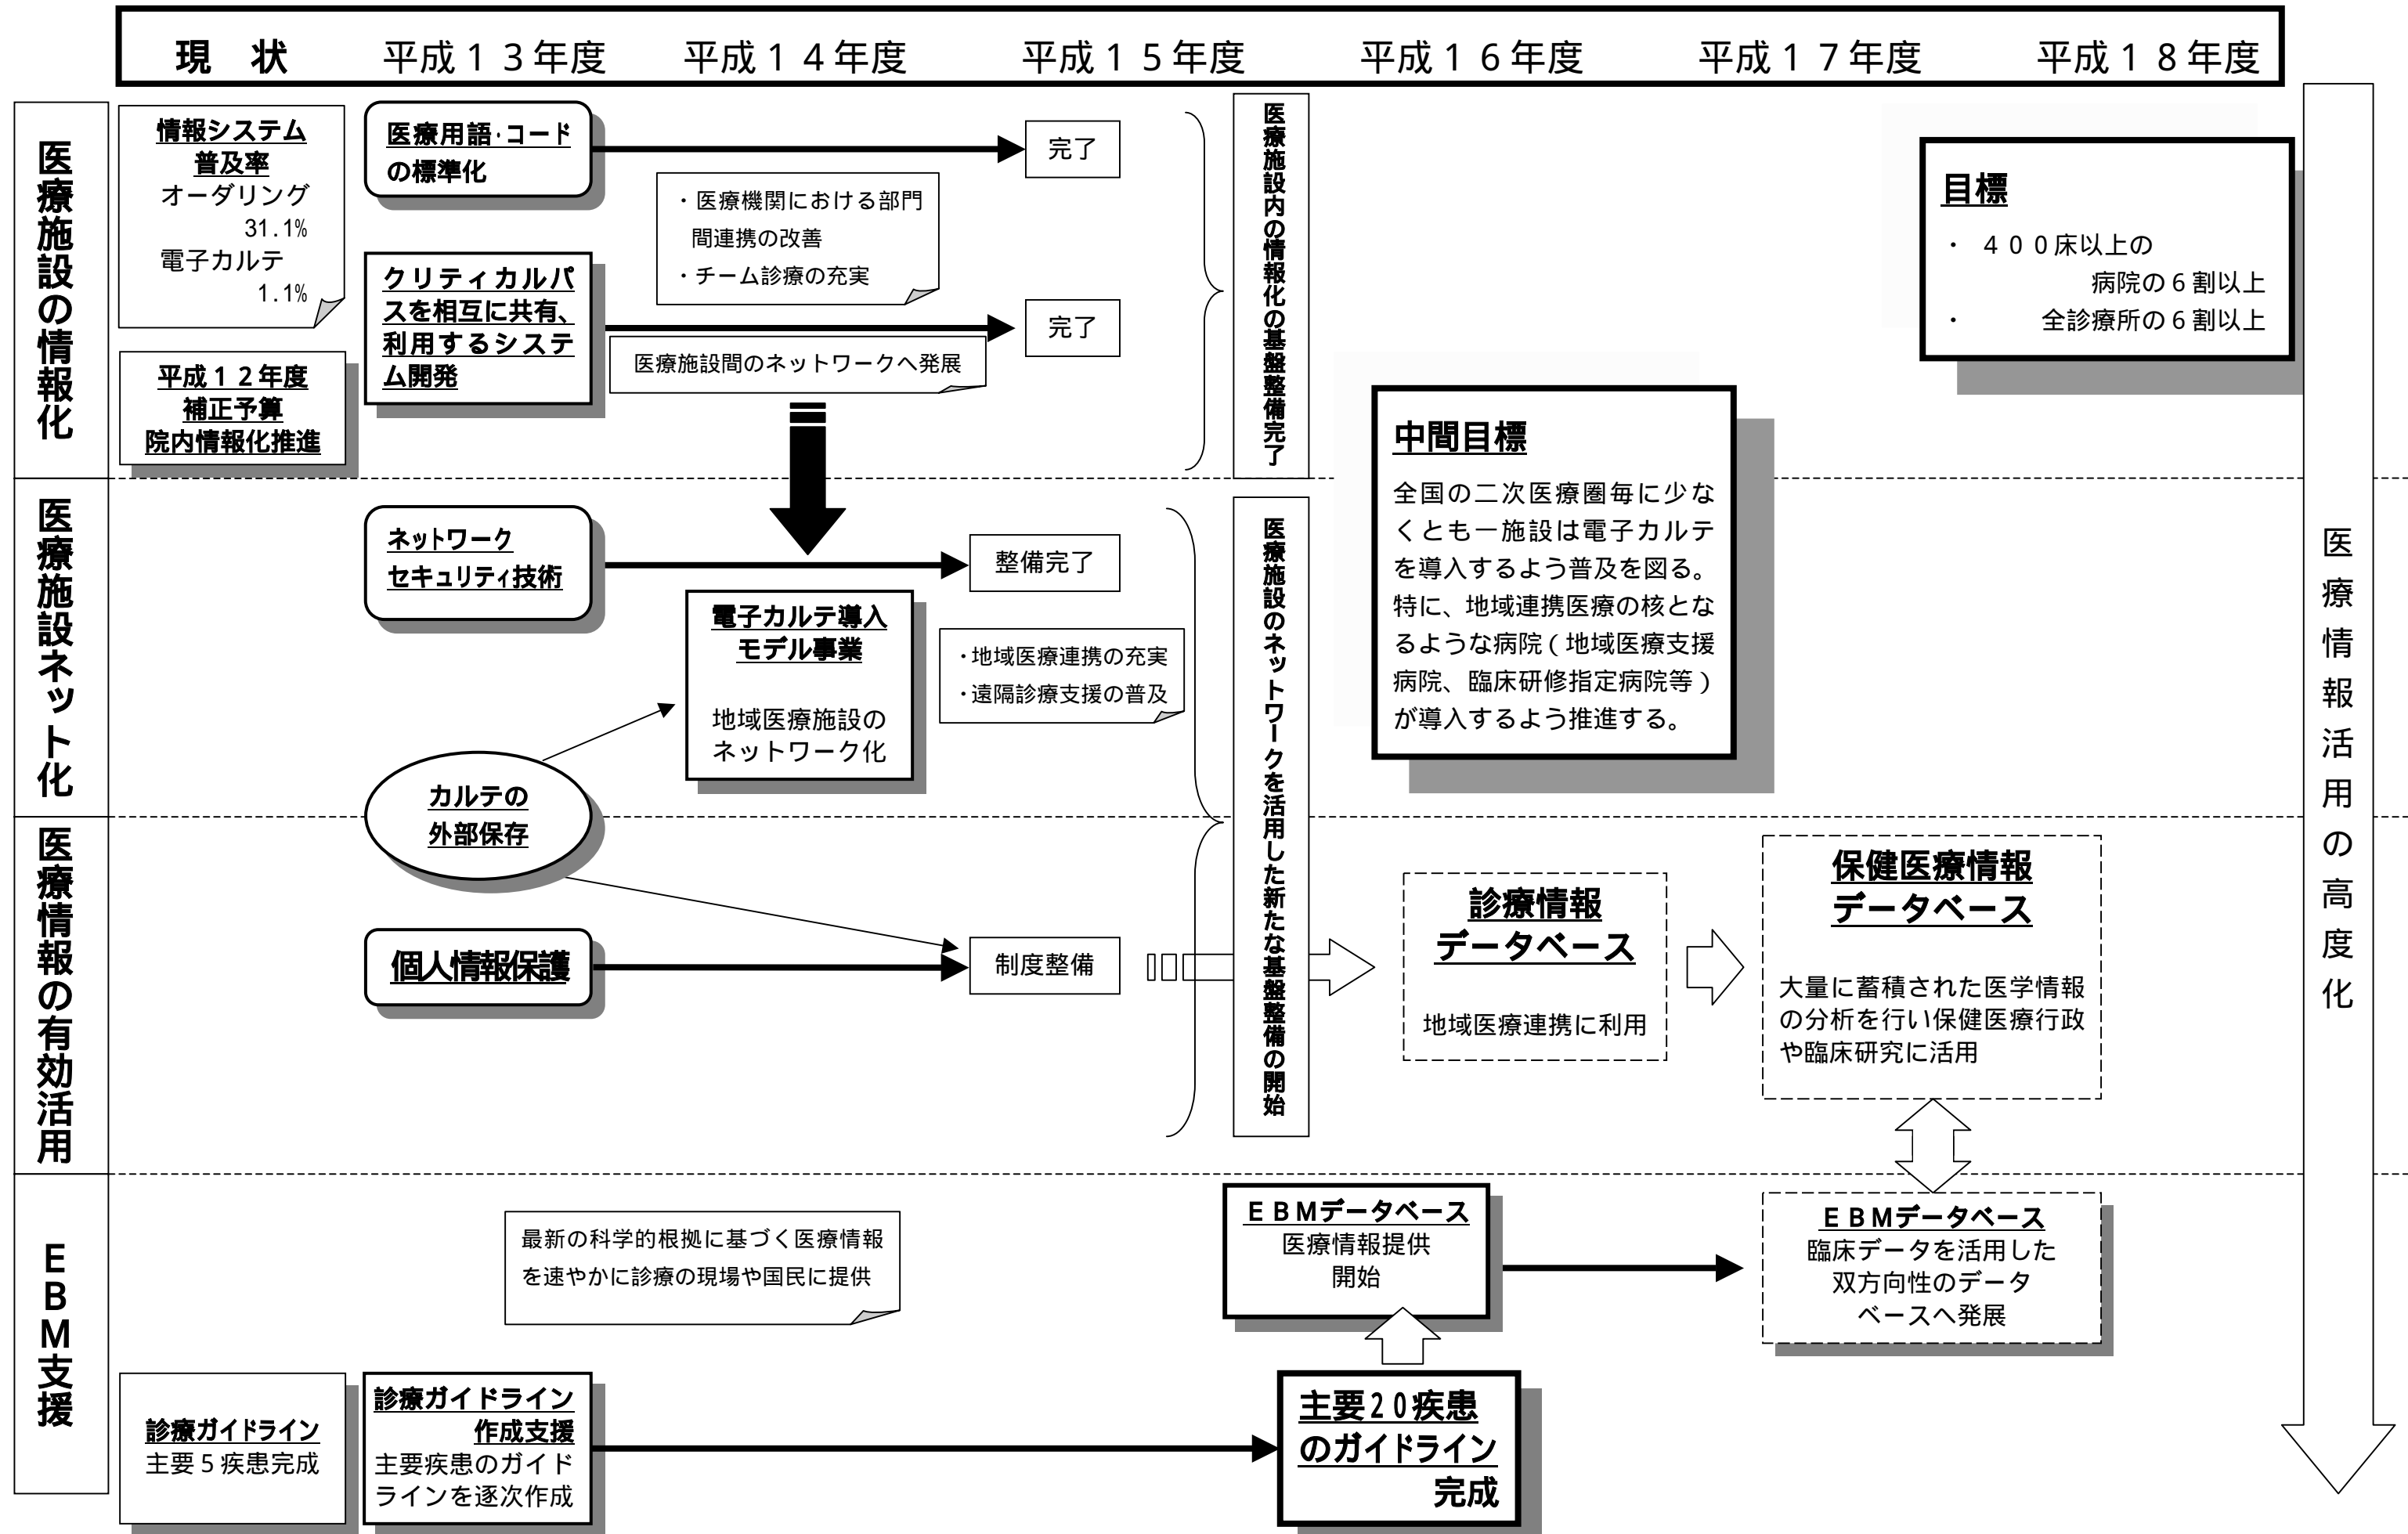 現　状　平成１３年度　平成１４年度　平成１５年度　平成１６年度　平成１７年度　平成１８年度
医療施設の情報化
情報システム
普及率
オーダリング
31.1%
電子カルテ
1.1%
平成１２年度
補正予算
院内情報化推進
医療用語・コード
の標準化
完了
・医療機関における部門
間連携の改善
・チーム診療の充実
クリティカルパ
スを相互に共有、
利用するシステ
ム開発
完了
医療施設間のネットワークへ発展
医療施設内の情報化の基盤整備完了
目標
・　４００床以上の
病院の６割以上
・　全診療所の６割以上
中間目標
全国の二次医療圏毎に少な
くとも一施設は電子カルテ
を導入するよう普及を図る。
特に、地域連携医療の核とな
るような病院（地域医療支援
病院、臨床研修指定病院等）
が導入するよう推進する。
医療施設ネット化
ネットワーク
セキュリティ技術
整備完了
電子カルテ導入
モデル事業
地域医療施設の
ネットワーク化
・地域医療連携の充実
・遠隔診療支援の普及
カルテの
外部保存
医療施設のネットワークを活用した新たな基盤整備の開始
医療情報の有効活用
個人情報保護
制度整備
診療情報
データベース
地域医療連携に利用
保健医療情報
データベース
大量に蓄積された医学情報
の分析を行い保健医療行政
や臨床研究に活用
ＥＢＭ支援
最新の科学的根拠に基づく医療情報
を速やかに診療の現場や国民に提供
ＥＢＭデータベース
医療情報提供
開始
ＥＢＭデータベース
臨床データを活用した
双方向性のデータ
ベースへ発展
診療ガイドライン
主要５疾患完成
診療ガイドライン
作成支援
主要疾患のガイド
ラインを逐次作成
主要20疾患
のガイドライン
完成
医療情報活用の高度化